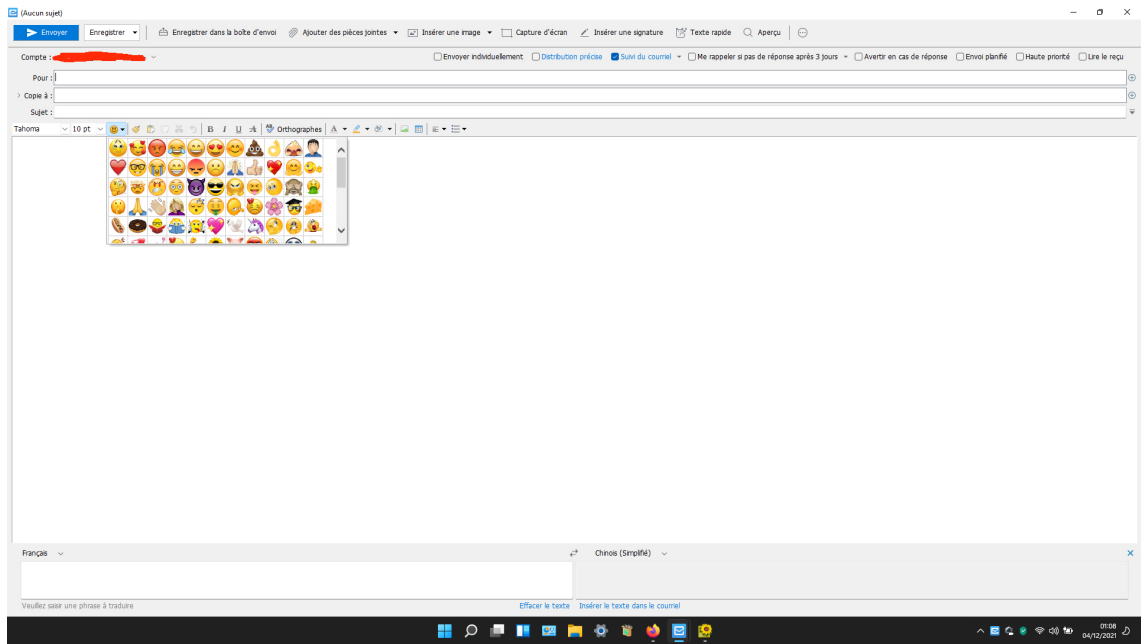 (Aucun sujet)
Envoyer Enregistrer Enregistrer dans la boîte d'envoi Ajouter des pièces jointes Insérer une image Capture d'écran Insérer une signature Texte rapide Aperçu
Compte : Envoyer individuellement Distribution précise Suivi du courriel Me rappeler si pas de réponse après 3 jours Avertir en cas de réponse Envoi planifié Haute priorité Lire le reçu
Pour :
Copie à :
Sujet :
Tahoma 10 pt B I U A Orthographes A
Français Chinois (Simplifié)
Veuillez saisir une phrase à traduire Effacer le texte Insérer le texte dans le courriel
01:08
04/12/2021